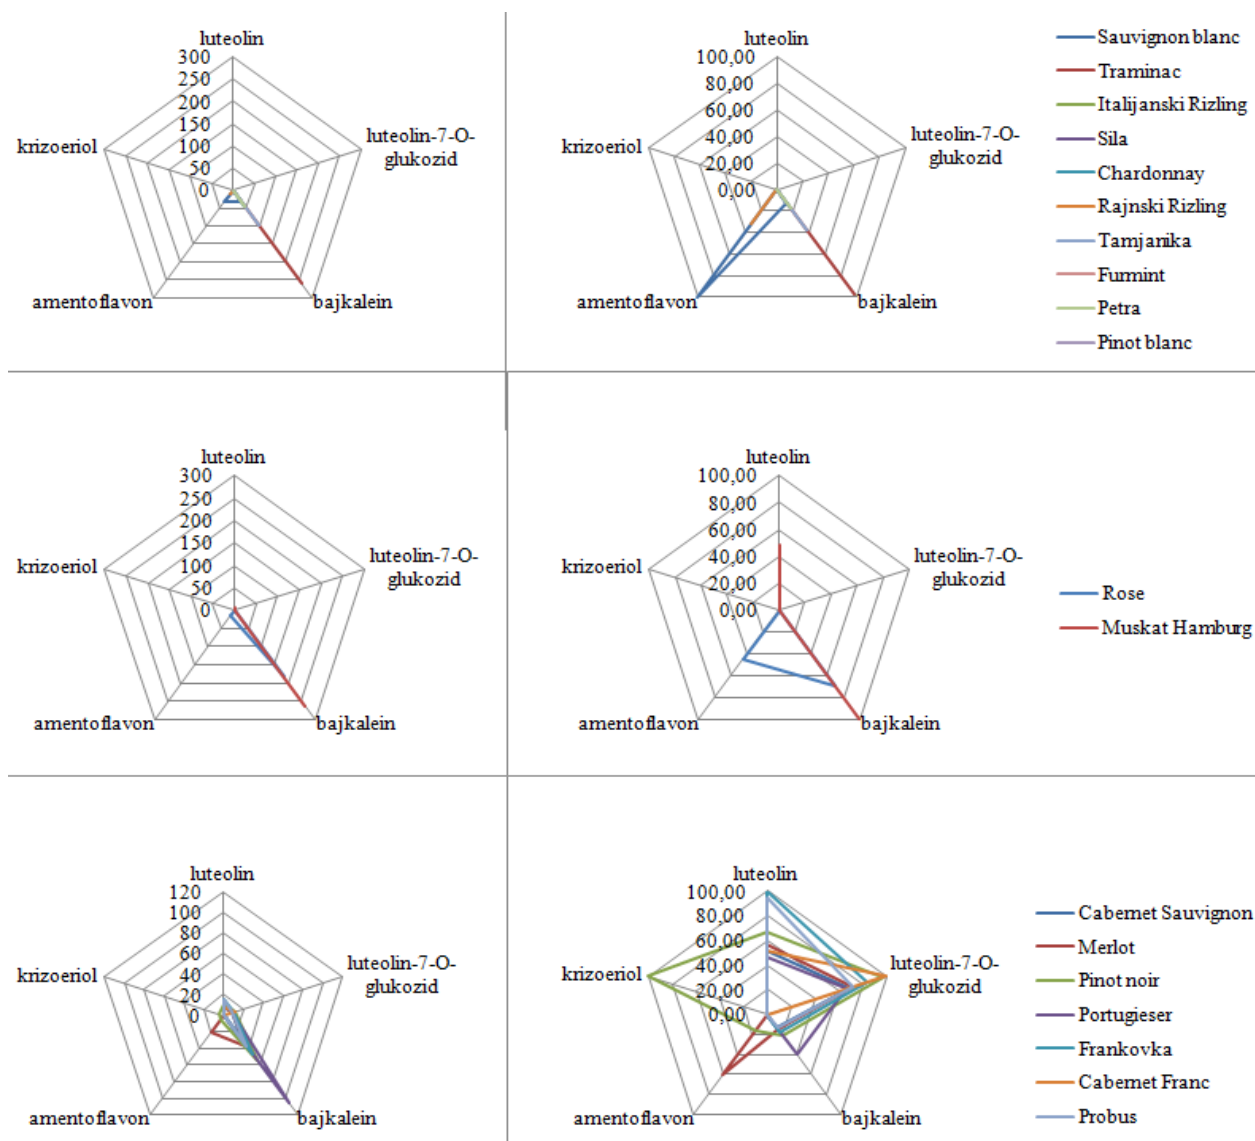 luteolin
300
250
200
150
100
50
0
luteolin-7-O-
glukozid
bajkalein
amentoflavon
krizoeriol
luteolin
100,00
80,00
60,00
40,00
20,00
0,00
luteolin-7-O-
glukozid
bajkalein
amentoflavon
krizoeriol
Sauvignon blanc
Traminac
Italijanski Rizling
Sila
Chardonnay
Rajnski Rizling
Tamjanika
Furmint
Petra
Pinot blanc
luteolin
300
250
200
150
100
50
0
luteolin-7-O-
glukozid
bajkalein
amentoflavon
krizoeriol
luteolin
100,00
80,00
60,00
40,00
20,00
0,00
luteolin-7-O-
glukozid
bajkalein
amentoflavon
krizoeriol
Rose
Muskat Hamburg
luteolin
120
100
80
60
40
20
0
luteolin-7-O-
glukozid
bajkalein
amentoflavon
krizoeriol
luteolin
100,00
80,00
60,00
40,00
20,00
0,00
luteolin-7-O-
glukozid
bajkalein
amentoflavon
krizoeriol
Cabernet Sauvignon
Merlot
Pinot noir
Portugieser
Frankovka
Cabernet Franc
Probus